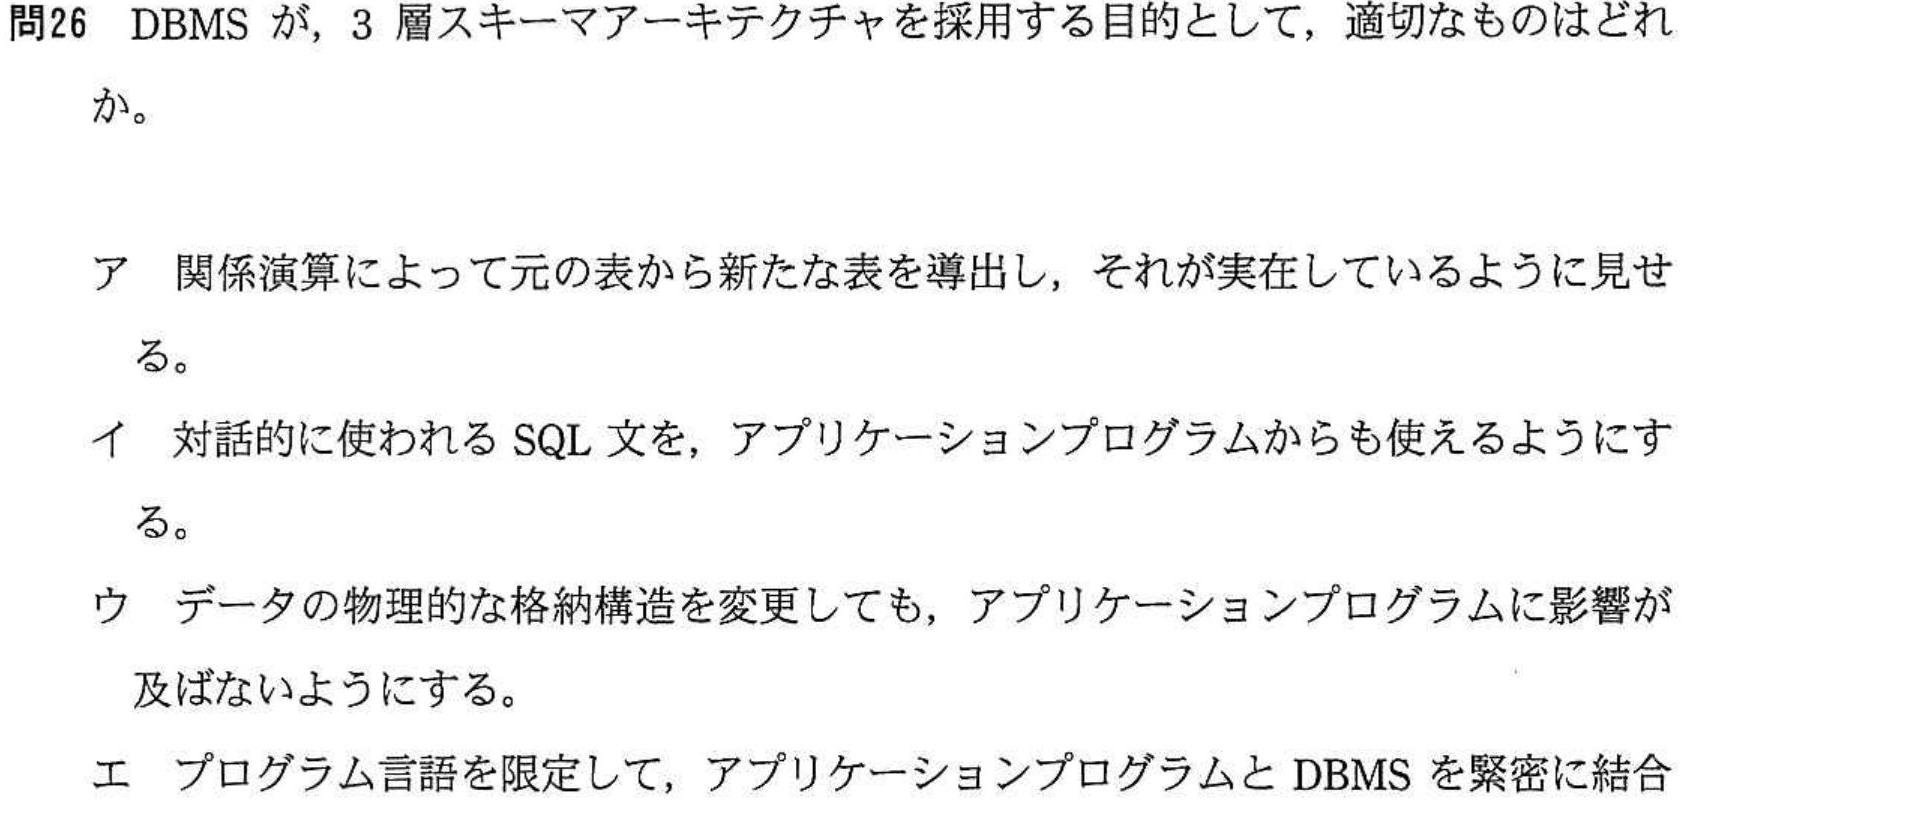 問26 DBMS が，3 層スキーマアーキテクチャを採用する目的として，適切なものはどれ
か。
ア 関係演算によって元の表から新たな表を導出し，それが実在しているように見せ
る。
イ 対話的に使われる SQL 文を，アプリケーションプログラムからも使えるようにす
る。
ウ データの物理的な格納構造を変更しても，アプリケーションプログラムに影響が
及ばないようにする。
エ プログラム言語を限定して，アプリケーションプログラムと DBMS を緊密に結合